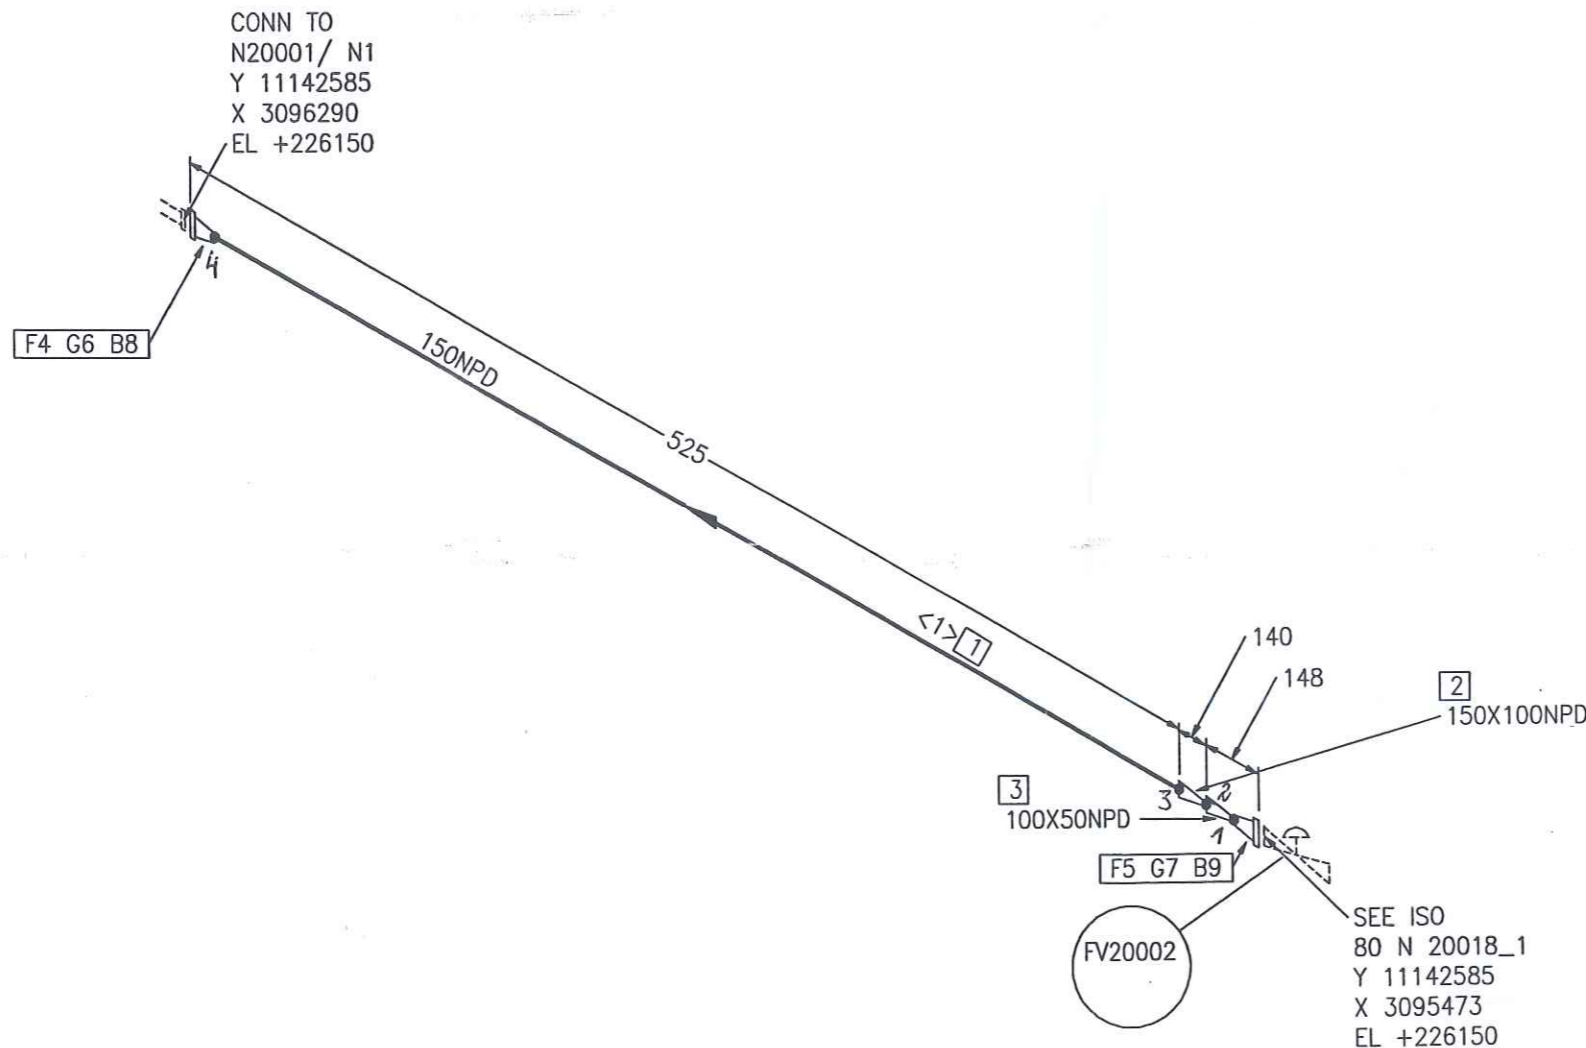 CONN TO
N20001/ N1
Y 11142585
X 3096290
EL +226150
4
F4 G6 B8
150NPD
525
<1> 1
140
148
2
150X100NPD
3
100X50NPD
3
2
1
F5 G7 B9
FV20002
SEE ISO
80 N 20018_1
Y 11142585
X 3095473
EL +226150